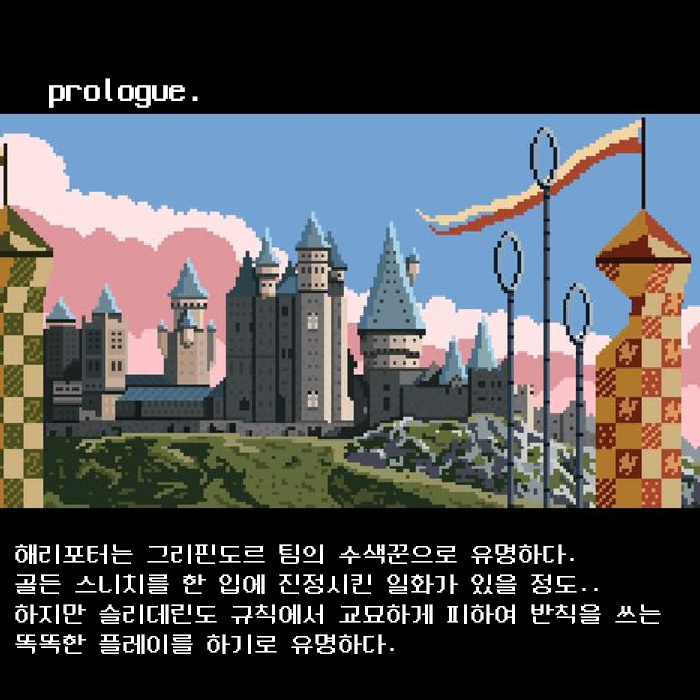 prologue.
해리포터는 그리핀도르 팀의 수색꾼으로 유명하다.
골든 스니치를 한 입에 진정시킨 일화가 있을 정도..
하지만 슬리데린도 규칙에서 교묘하게 피하여 반칙을 쓰는
똑똑한 플레이를 하기로 유명하다.